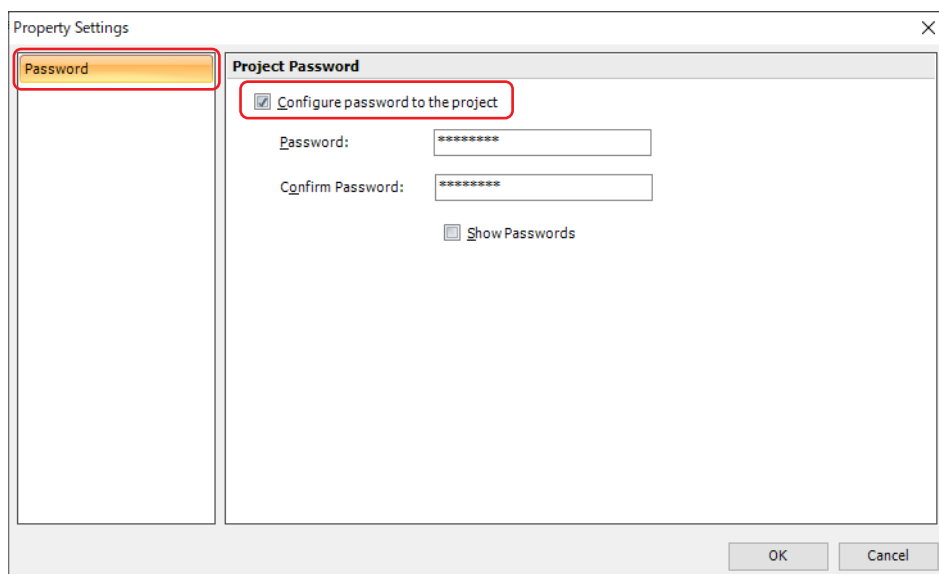 Property Settings
Password
Project Password
Configure password to the project
Password:
********
Confirm Password:
********
Show Passwords
OK
Cancel